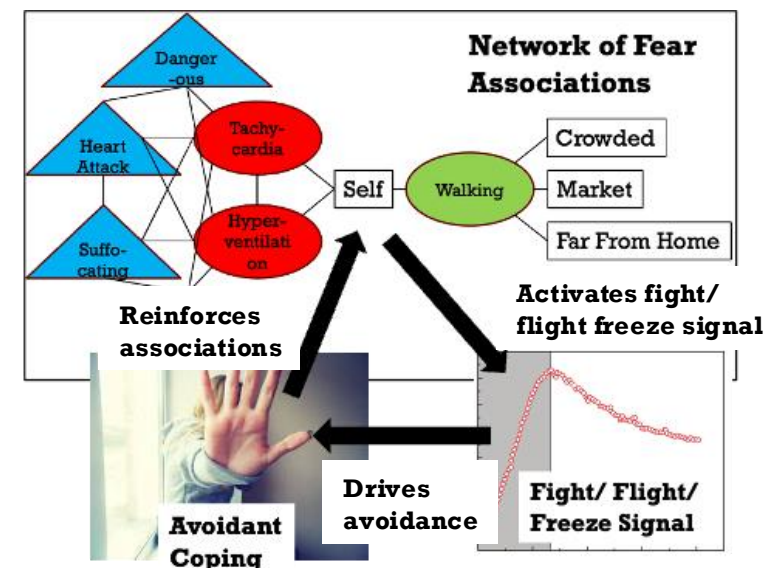 Network of Fear
Associations
Danger
-ous
Heart
Attack
Suffo-
cating
Tachy-
cardia
Hyper-
ventilati
on
Self
Walking
Crowded
Market
Far From Home
Reinforces
associations
Activates fight/
flight freeze signal
Drives
avoidance
Avoidant
Coping
Fight/ Flight/
Freeze Signal